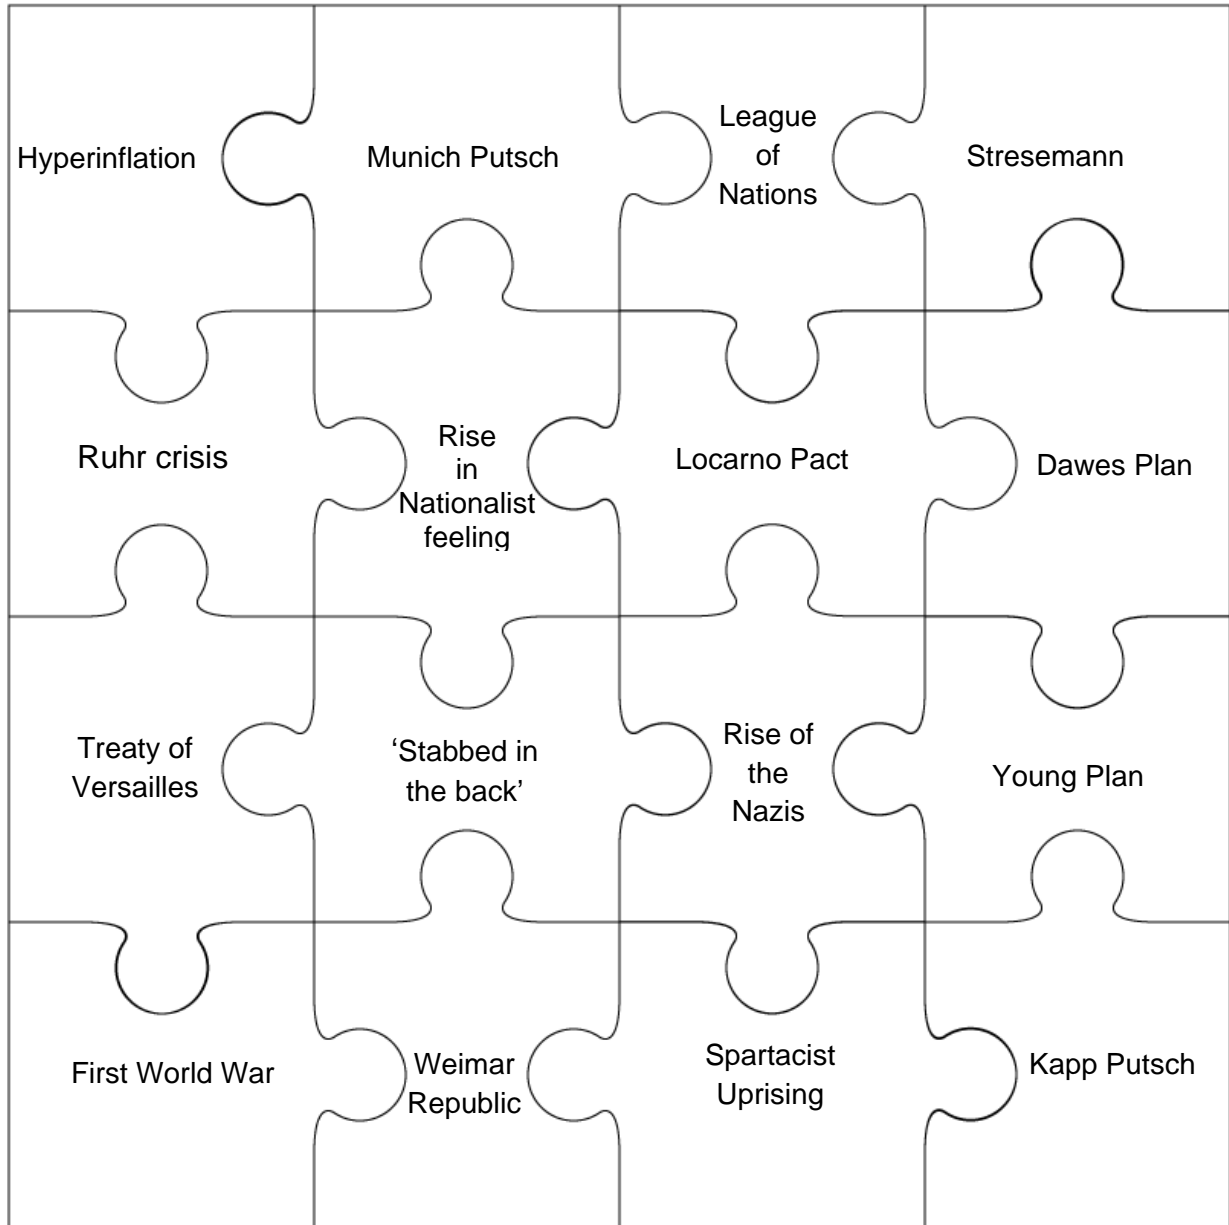 Hyperinflation
Munich Putsch
League
of
Nations
Stresemann
Ruhr crisis
Rise
in
Nationalist
feeling
Locarno Pact
Dawes Plan
Treaty of
Versailles
‘Stabbed in
the back’
Rise of
the
Nazis
Young Plan
First World War
Weimar
Republic
Spartacist
Uprising
Kapp Putsch